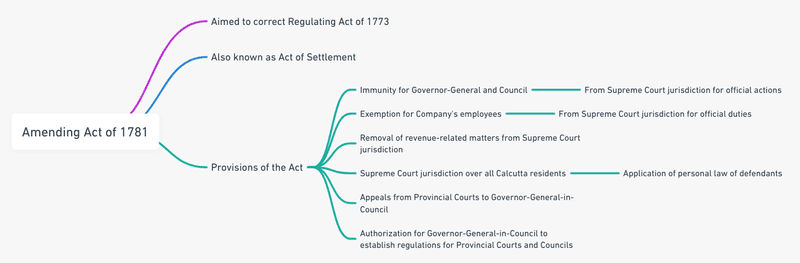 Amending Act of 1781
Aimed to correct Regulating Act of 1773
Also known as Act of Settlement
Provisions of the Act
Immunity for Governor-General and Council
From Supreme Court jurisdiction for official actions
Exemption for Company's employees
From Supreme Court jurisdiction for official duties
Removal of revenue-related matters from Supreme Court
jurisdiction
Supreme Court jurisdiction over all Calcutta residents
Application of personal law of defendants
Appeals from Provincial Courts to Governor-General-in-
Council
Authorization for Governor-General-in-Council to
establish regulations for Provincial Courts and Councils